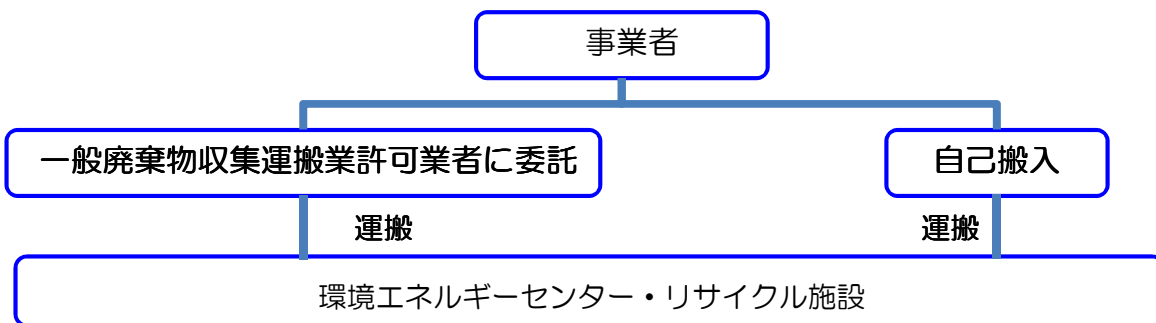 事業者
一般廃棄物収集運搬業許可業者に委託
自己搬入
運搬
運搬
環境エネルギーセンター・リサイクル施設